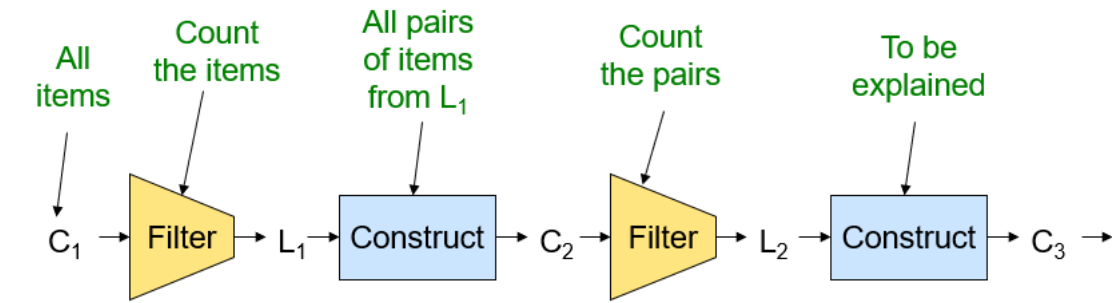 All
items
Count
the items
All pairs
of items
from L₁
Count
the pairs
To be
explained
C₁
Filter
L₁
Construct
C₂
Filter
L₂
Construct
C₃